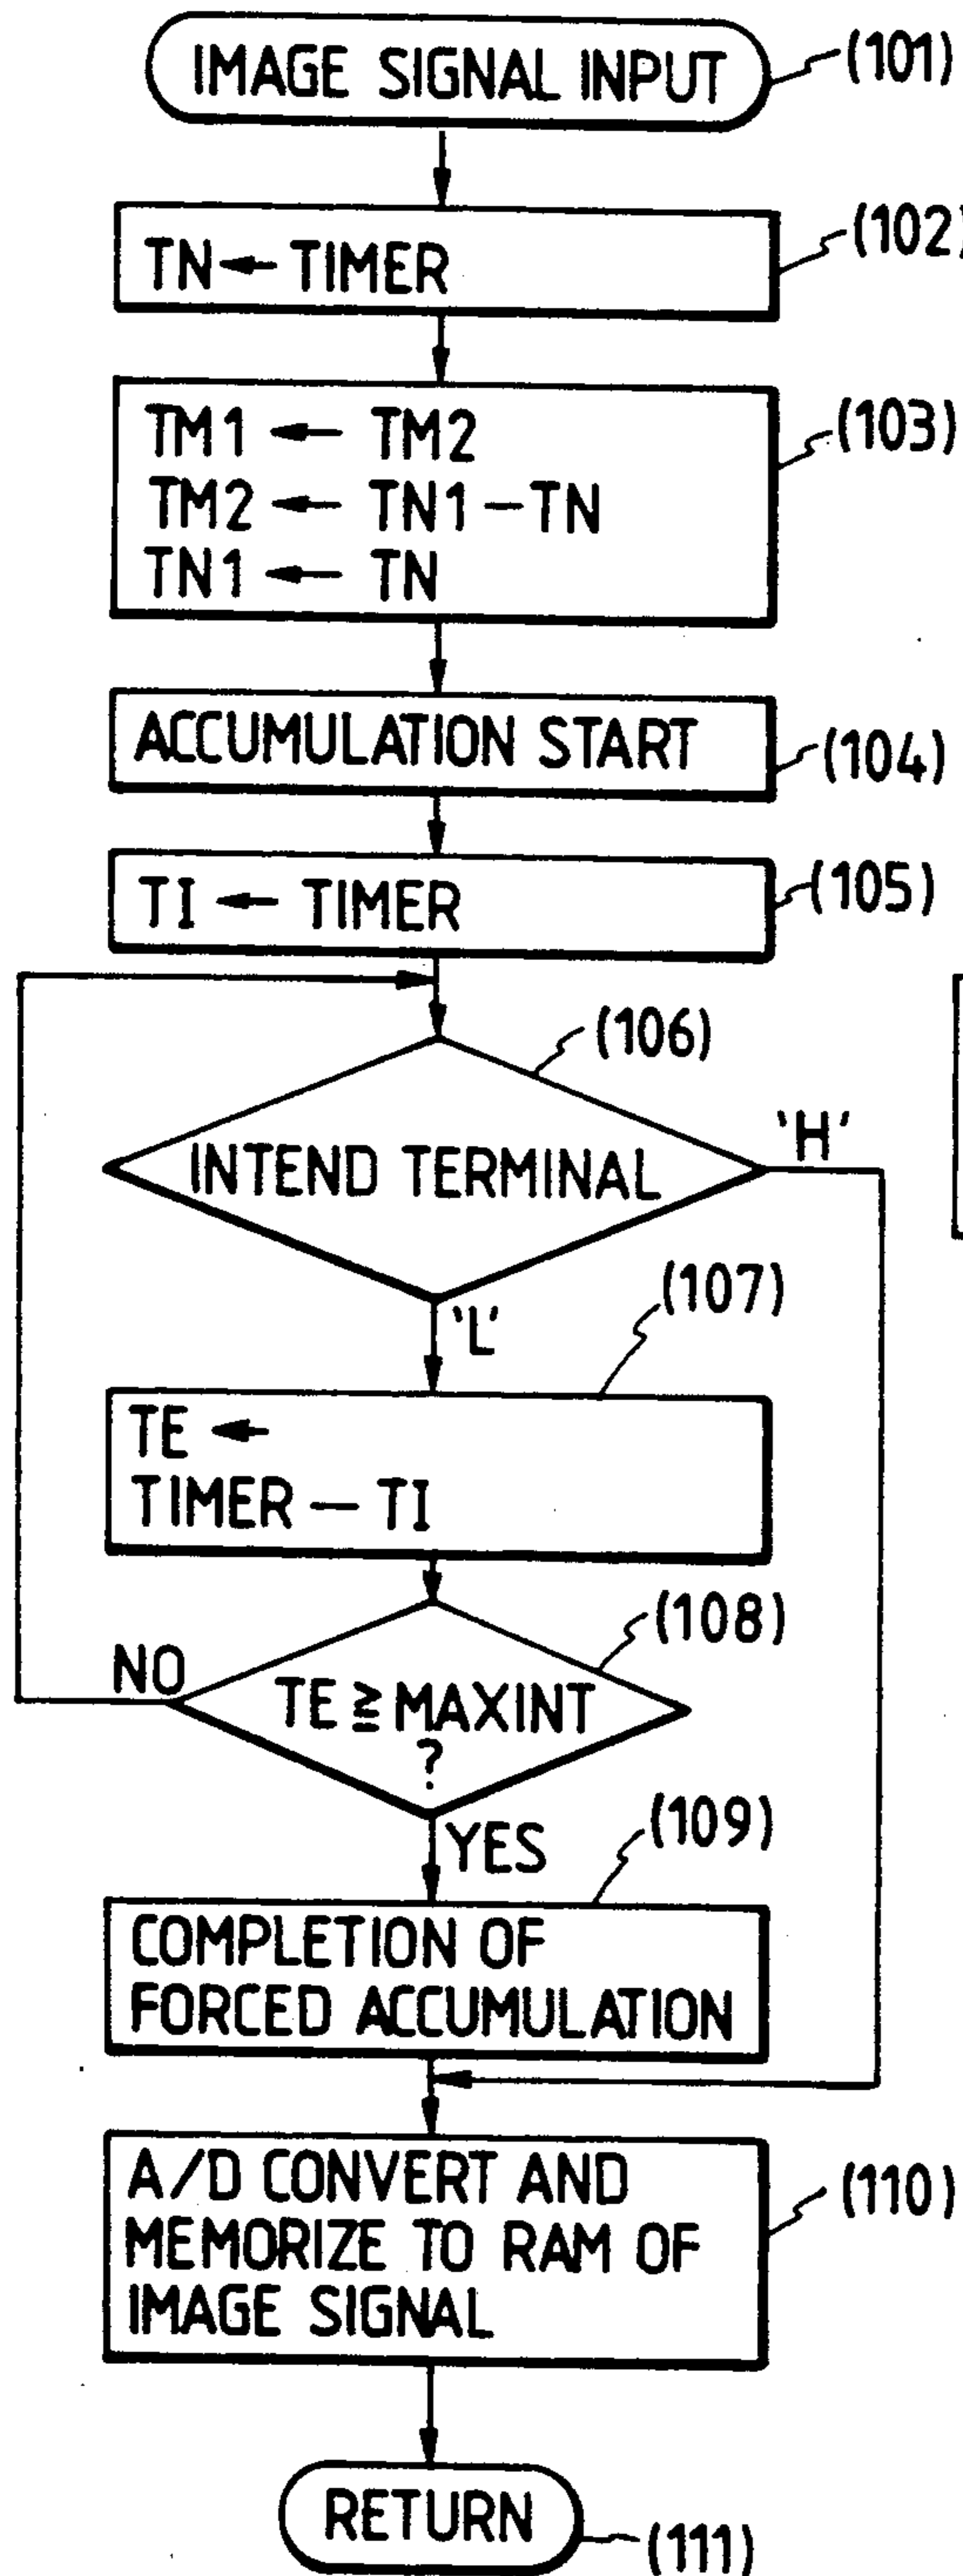 IMAGE SIGNAL INPUT (101)
TN ← TIMER (102)
TM1 ← TM2 (103)
TM2 ← TN1 – TN
TN1 ← TN
ACCUMULATION START (104)
TI ← TIMER (105)
(106)
INTEND TERMINAL 'H'
'L' (107)
TE ←
TIMER – TI
(108)
NO
TE ≧ MAXINT
?
YES (109)
COMPLETION OF
FORCED ACCUMULATION
A/D CONVERT AND (110)
MEMORIZE TO RAM OF
IMAGE SIGNAL
RETURN (111)